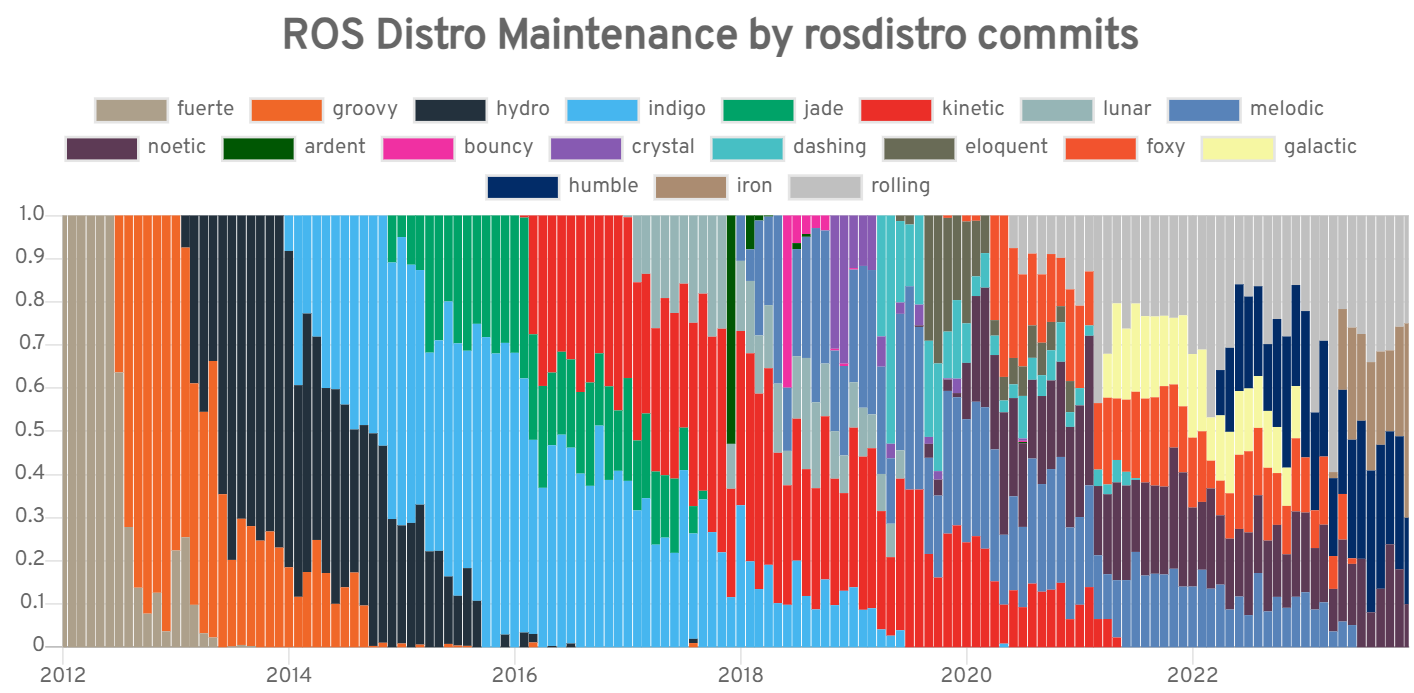 ROS Distro Maintenance by rosdistro commits
fuerte groovy hydro indigo jade kinetic lunar melodic
noetic ardent bouncy crystal dashing eloquent foxy galactic
humble iron rolling
1.0
0.9
0.8
0.7
0.6
0.5
0.4
0.3
0.2
0.1
0
2012 2014 2016 2018 2020 2022